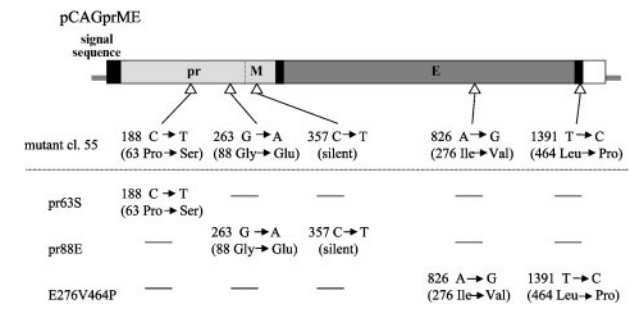 pCAGprME
signal
sequence
pr M E
188 C → T 263 G → A 357 C → T 826 A → G 1391 T → C
mutant cl. 55 (63 Pro → Ser) (88 Gly → Glu) (silent) (276 Ile → Val) (464 Leu → Pro)
188 C → T — — — —
pr63S (63 Pro → Ser)
263 G → A 357 C → T
pr88E — (88 Gly → Glu) (silent) — —
826 A → G 1391 T → C
E276V464P — — — (276 Ile → Val) (464 Leu → Pro)